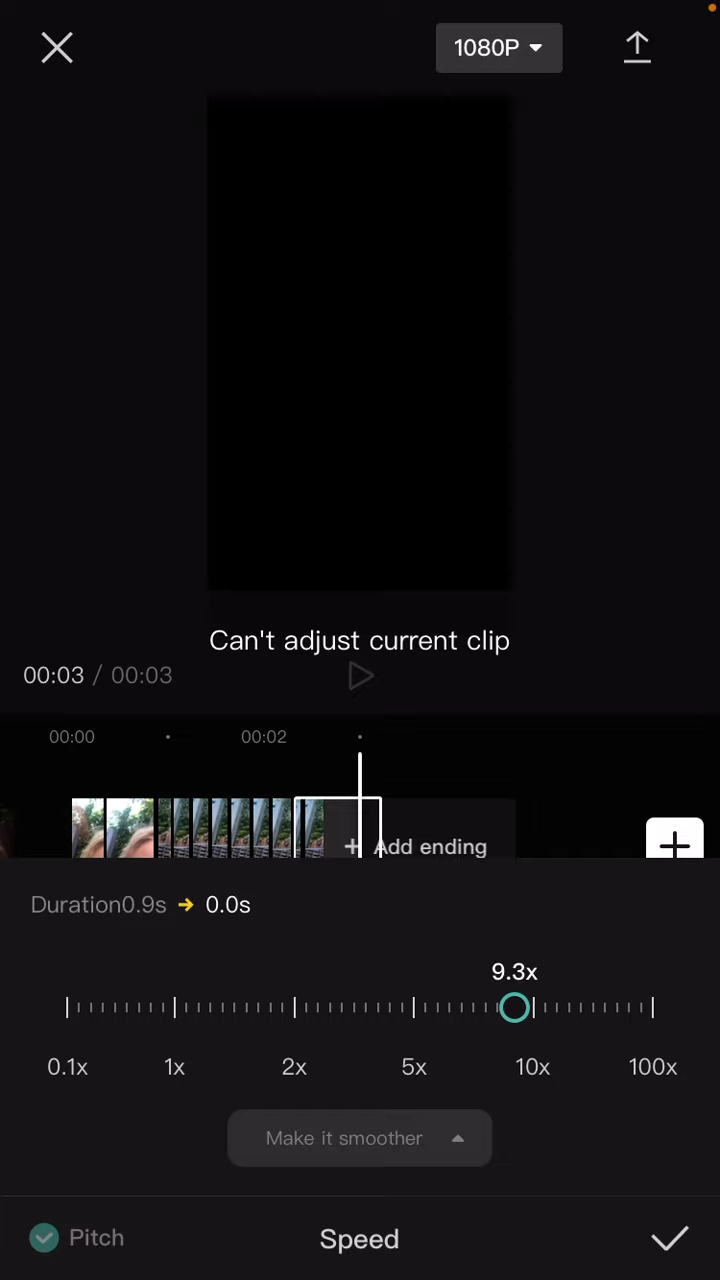 1080P
Can't adjust current clip
00:03 / 00:03
00:00
00:02
+ Add ending
Duration0.9s → 0.0s
9.3x
0.1x 1x 2x 5x 10x 100x
Make it smoother
Pitch
Speed